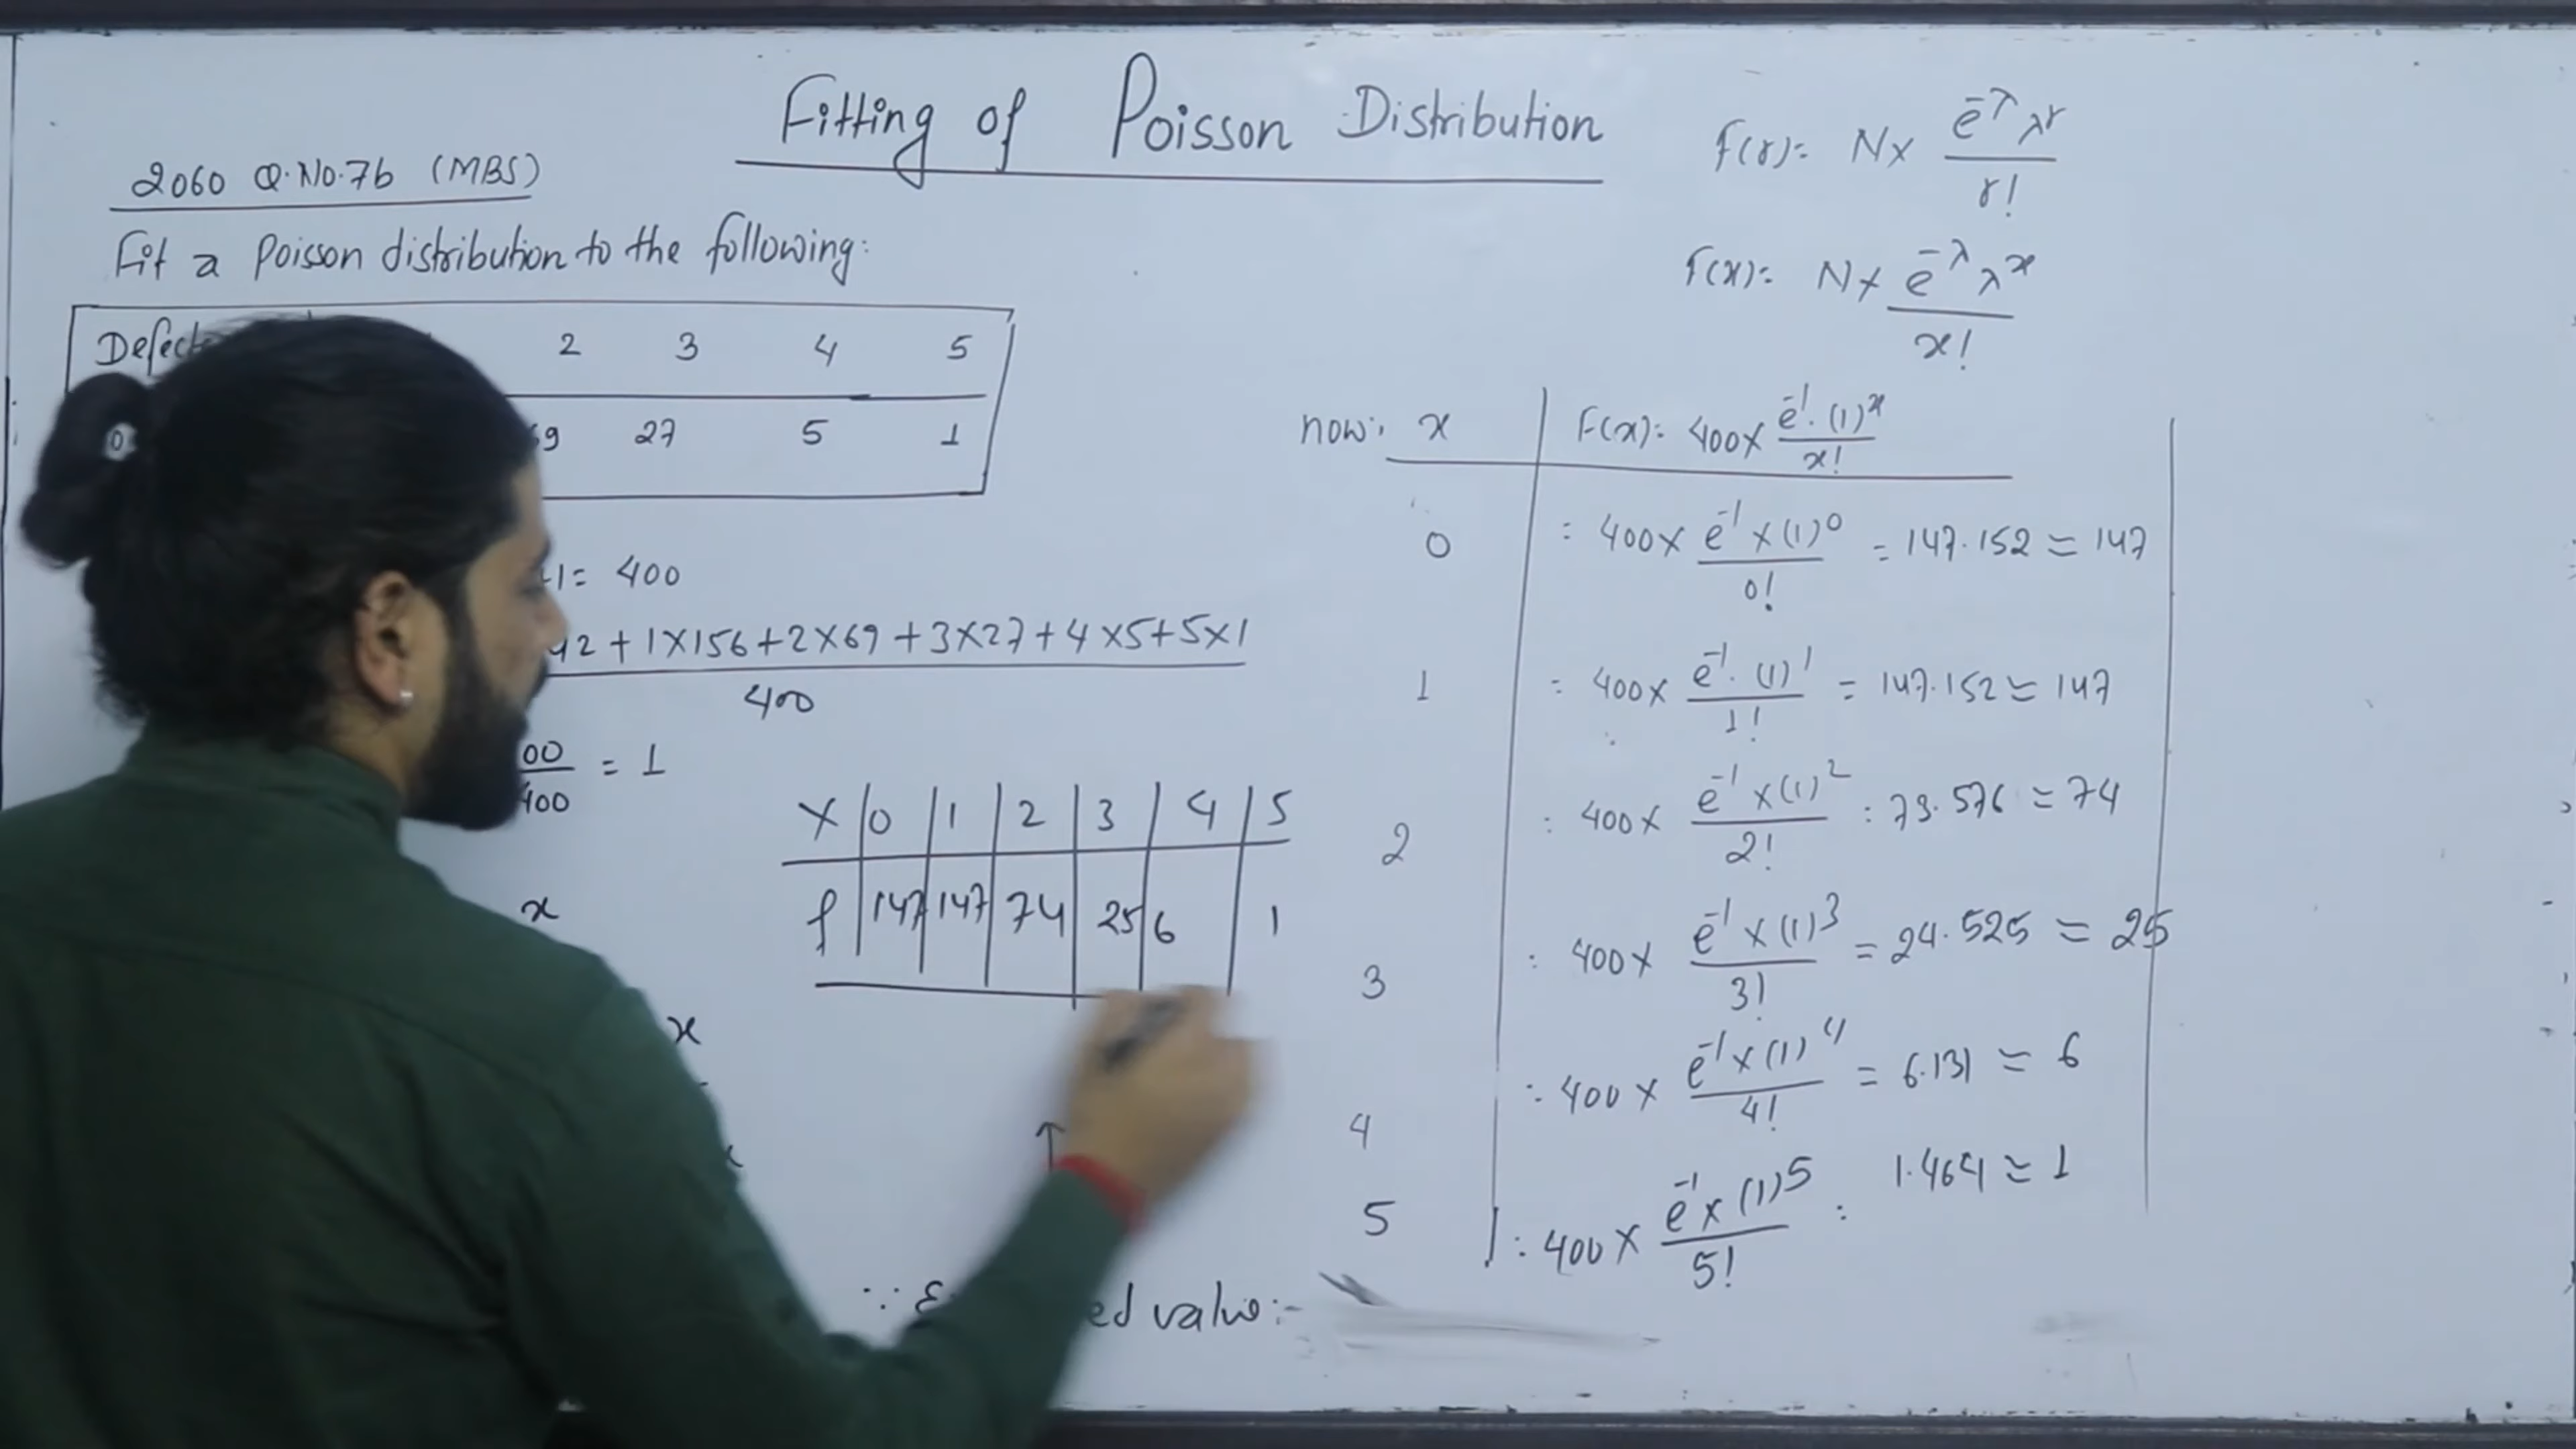 Fitting of Poisson Distribution
2060 Q.No.7b (MBS)
Fit a Poisson distribution to the following:
2 3 4 5
27 5 1
1= 400
+ 1×156+2×69+3×27+4×5+5×1
400
= 1
400
x
x
X 0 1 2 3 4 5
f 147 147 74 25 6 1
value:-
f(r)= N× e^-λ λ^r / r!
f(x)= N× e^-λ λ^x / x!
now, x F(x)= 400× e^-1 . (1)^x / x!
0 = 400× e^-1 × (1)^0 / 0! = 147.152 ≃ 147
1 = 400× e^-1 . (1)^1 / 1! = 147.152 ≃ 147
2 : 400× e^-1 ×(1)^2 / 2! : 73.576 ≃ 74
3 : 400× e^-1 × (1)^3 / 3! = 24.525 ≃ 25
4 : 400× e^-1 × (1)^4 / 4! = 6.131 ≃ 6
5 : 400× e^-1 × (1)^5 / 5! : 1.464 ≃ 1